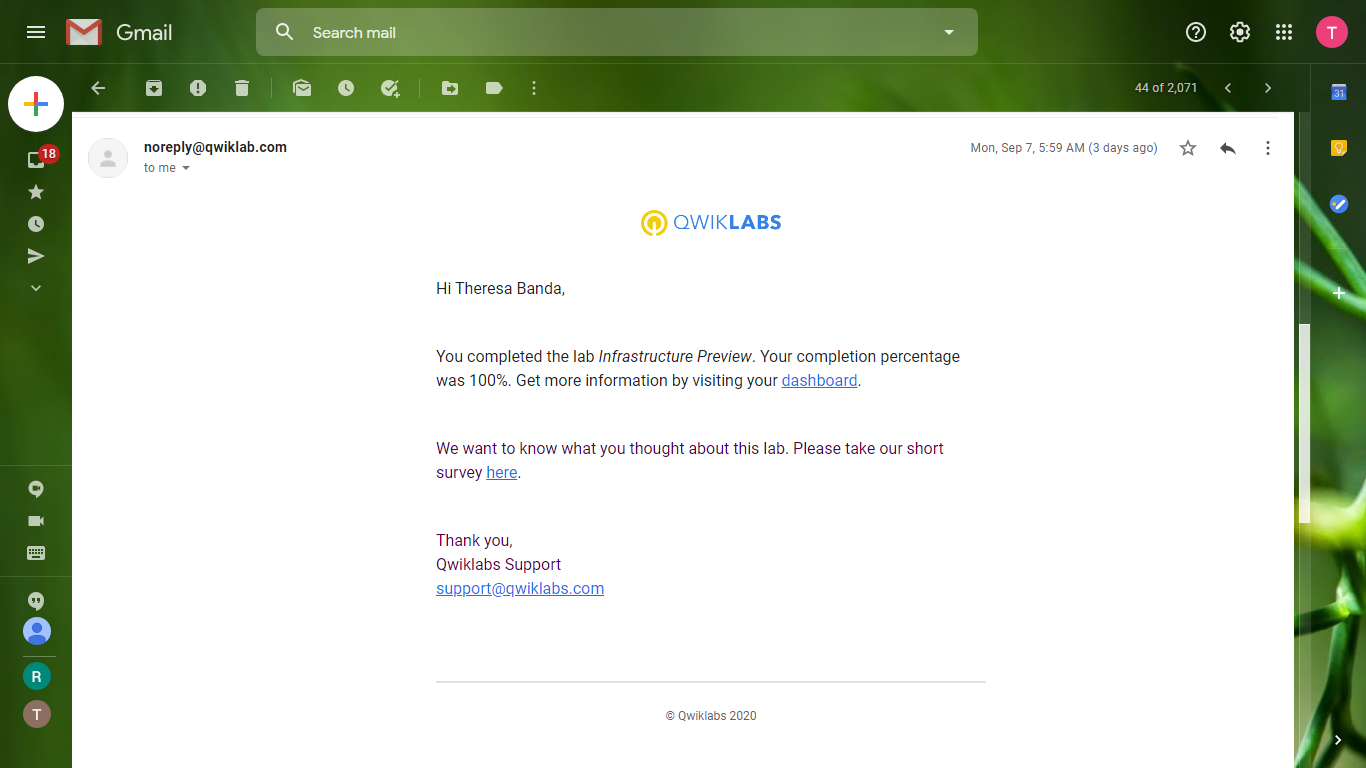 Gmail
Search mail
T
44 of 2,071
31
18
noreply@qwiklab.com
Mon, Sep 7, 5:59 AM (3 days ago)
to me
QWIKLABS
Hi Theresa Banda,
You completed the lab Infrastructure Preview. Your completion percentage
was 100%. Get more information by visiting your dashboard.
We want to know what you thought about this lab. Please take our short
survey here.
Thank you,
Qwiklabs Support
support@qwiklabs.com
R
T
© Qwiklabs 2020